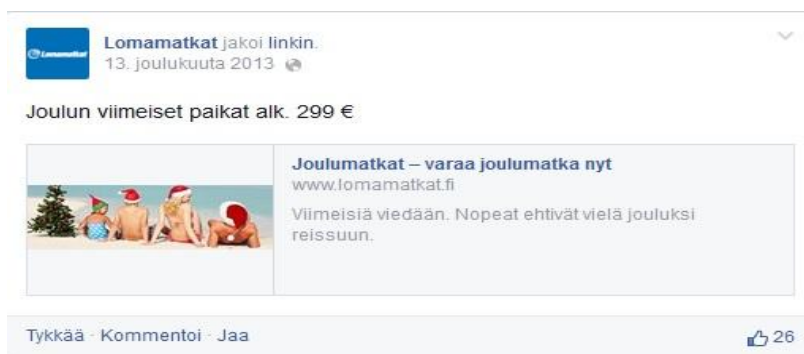 Lomamatkat
Lomamatkat jakoi linkin.
13. joulukuuta 2013
Joulun viimeiset paikat alk. 299 €
Joulumatkat – varaa joulumatka nyt
www.lomamatkat.fi
Viimeisiä viedään. Nopeat ehtivät vielä jouluksi
reissuun.
Tykkää · Kommentoi · Jaa
26